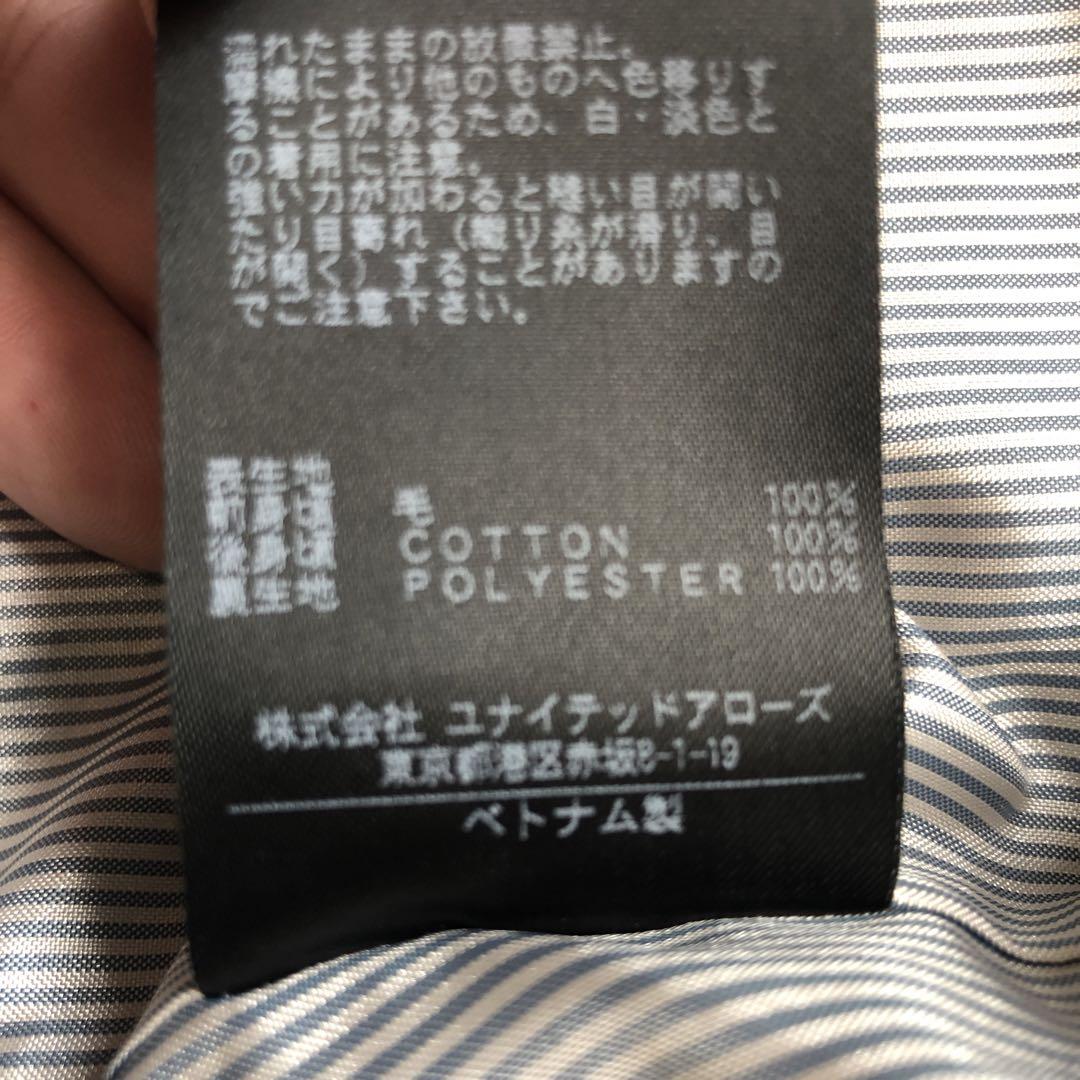 濡れたままの放置禁止。
摩擦により他のものへ色移りす
ることがあるため、白・淡色と
の着用に注意。
強い力が加わると縫い目が開い
たり目寄れ(織り糸が滑り、目
が開く)することがありますの
でご注意下さい。
表生地
前身頃 毛 100%
後身頃 COTTON 100%
裏生地 POLYESTER 100%
株式会社 ユナイテッドアローズ
東京都港区赤坂8-1-19
ベトナム製